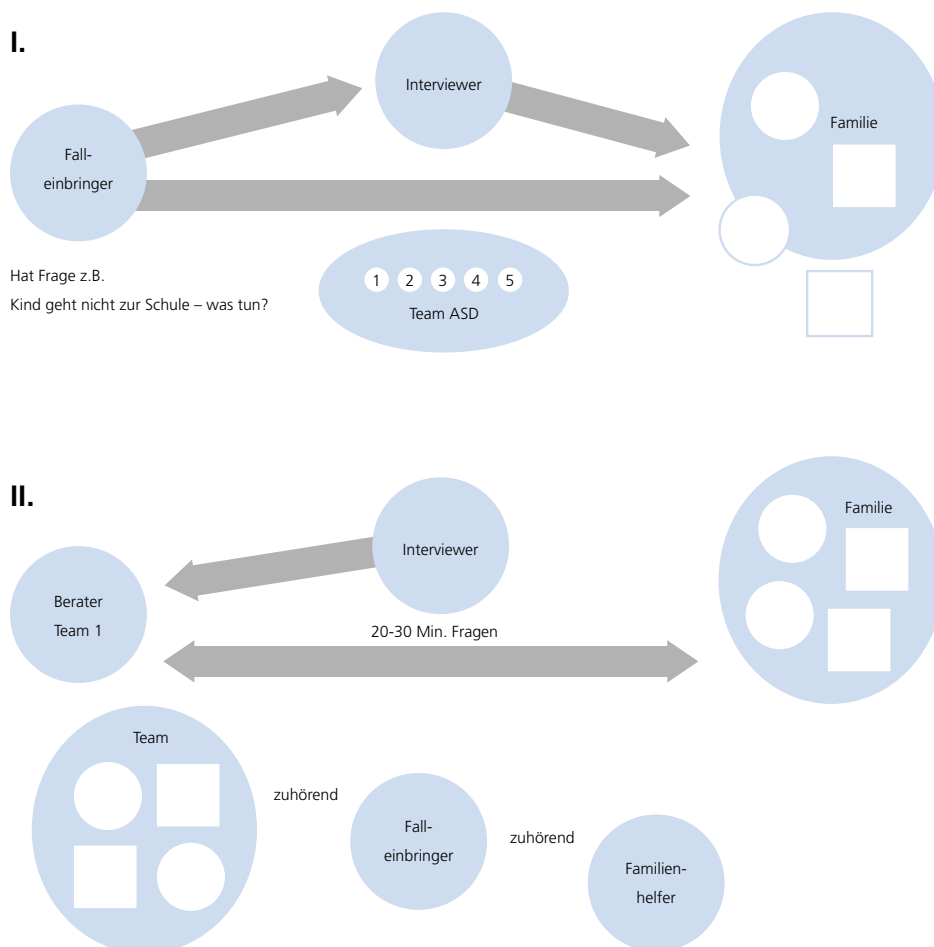 I.
Interviewer
Familie
Fall-
einbringer
Hat Frage z.B.
Kind geht nicht zur Schule – was tun?
1 2 3 4 5
Team ASD
II.
Familie
Interviewer
Berater
Team 1
20-30 Min. Fragen
Team
zuhörend
Fall-
einbringer
zuhörend
Familien-
helfer